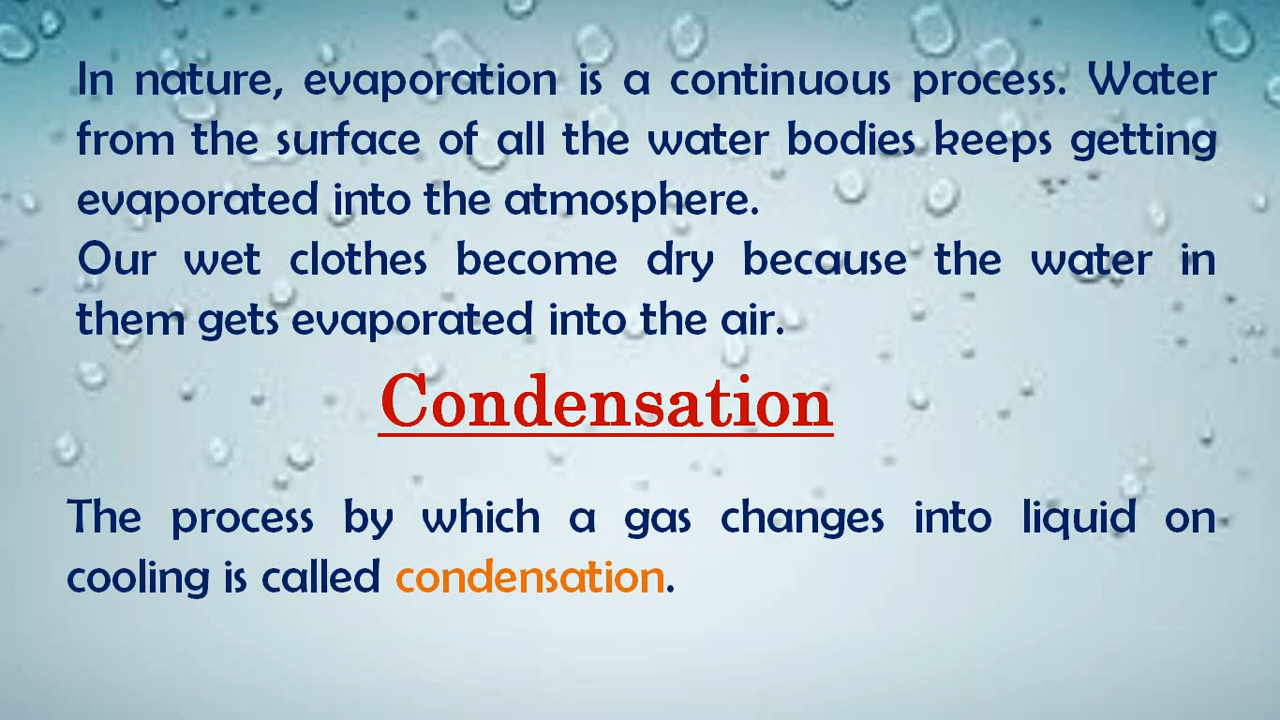 In nature, evaporation is a continuous process. Water
from the surface of all the water bodies keeps getting
evaporated into the atmosphere.
Our wet clothes become dry because the water in
them gets evaporated into the air.
Condensation
The process by which a gas changes into liquid on
cooling is called condensation.